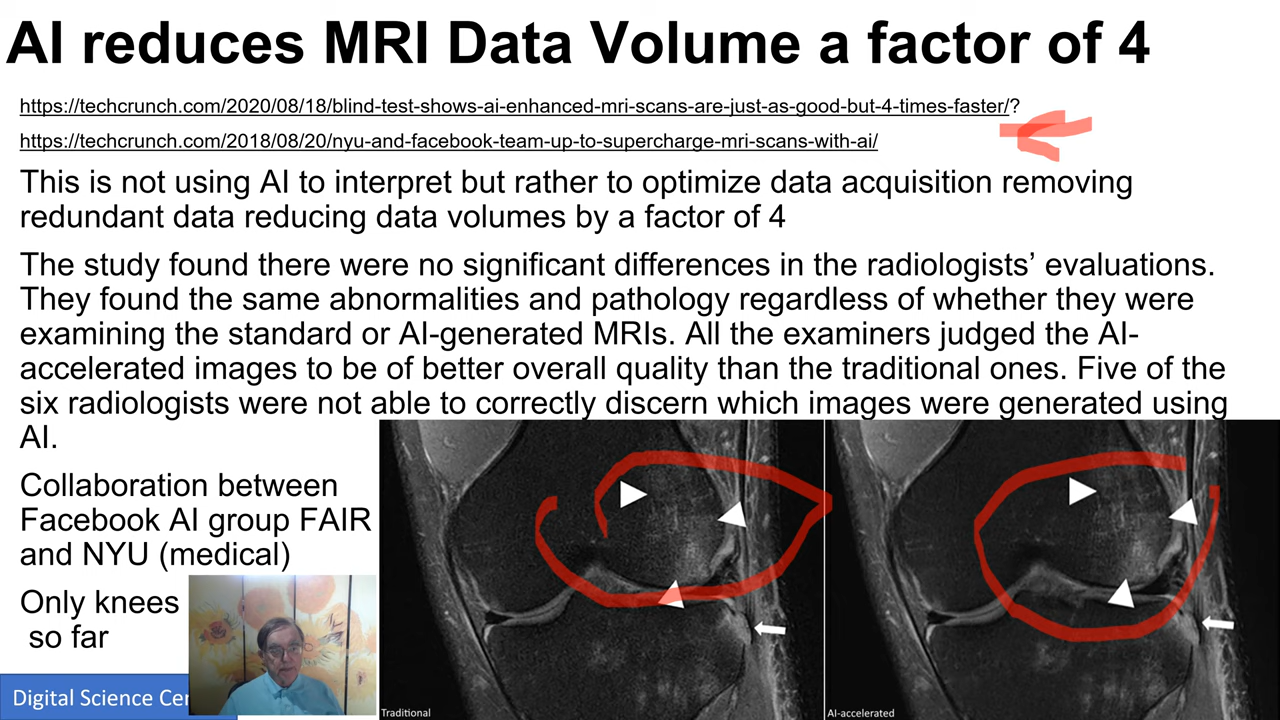 AI reduces MRI Data Volume a factor of 4
https://techcrunch.com/2020/08/18/blind-test-shows-ai-enhanced-mri-scans-are-just-as-good-but-4-times-faster/?
https://techcrunch.com/2018/08/20/nyu-and-facebook-team-up-to-supercharge-mri-scans-with-ai/
This is not using AI to interpret but rather to optimize data acquisition removing
redundant data reducing data volumes by a factor of 4
The study found there were no significant differences in the radiologists’ evaluations.
They found the same abnormalities and pathology regardless of whether they were
examining the standard or AI-generated MRIs. All the examiners judged the AI-
accelerated images to be of better overall quality than the traditional ones. Five of the
six radiologists were not able to correctly discern which images were generated using
AI.
Collaboration between
Facebook AI group FAIR
and NYU (medical)
Only knees
so far
Digital Science
Traditional
AI-accelerated